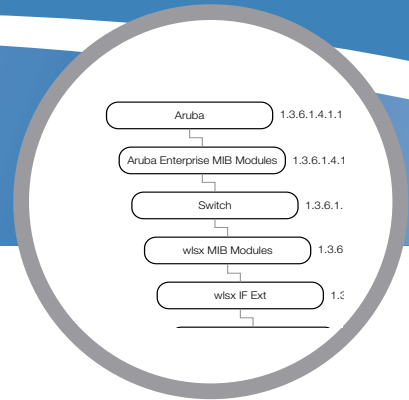 Aruba 1.3.6.1.4.1.1
Aruba Enterprise MIB Modules 1.3.6.1.4.1
Switch 1.3.6.1.
wlsx MIB Modules 1.3.6
wlsx IF Ext 1.3